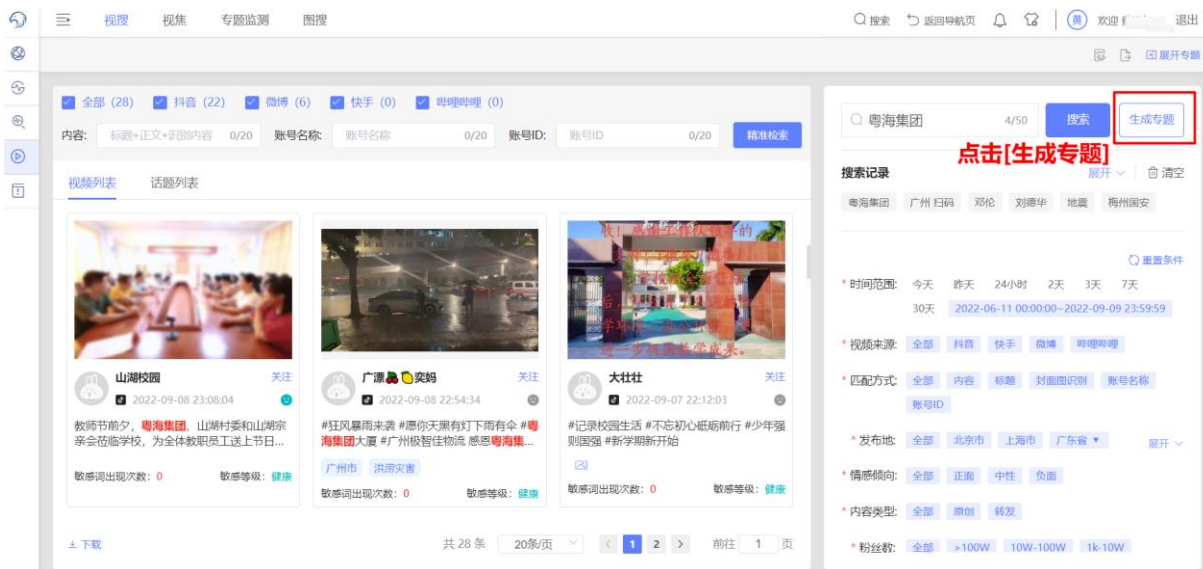 视搜 视焦 专题监测 图搜 搜索 返回导航页 黄 欢迎 退出
展开专题
全部 (28) 抖音 (22) 微博 (6) 快手 (0) 哔哩哔哩 (0)
内容: 标题+正文+识别内容 0/20 账号名称: 账号名称 0/20 账号ID: 账号ID 0/20 精准检索
视频列表 话题列表
山湖校园 关注
2022-09-08 23:08:04
教师节前夕，粤海集团、山湖村委和山湖宗
亲会莅临学校，为全体教职员工送上节日...
敏感词出现次数: 0 敏感等级: 健康
广漂🍒🍋奕妈 关注
2022-09-08 22:54:34
#狂风暴雨来袭 #愿你天黑有灯下雨有伞 #粤
海集团大厦 #广州极智佳物流 感恩粤海集...
广州市 洪涝灾害
敏感词出现次数: 0 敏感等级: 健康
大壮壮 关注
2022-09-07 22:12:03
#记录校园生活 #不忘初心砥砺前行 #少年强
则国强 #新学期新开始
敏感词出现次数: 0 敏感等级: 健康
下载 共 28 条 20条/页 < 1 2 > 前往 1 页
粤海集团 4/50 搜索 生成专题
点击[生成专题]
搜索记录 展开 清空
粤海集团 广州 扫码 邓伦 刘德华 地震 梅州国安
重置条件
* 时间范围: 今天 昨天 24小时 2天 3天 7天
30天 2022-06-11 00:00:00~2022-09-09 23:59:59
* 视频来源: 全部 抖音 快手 微博 哔哩哔哩
* 匹配方式: 全部 内容 标题 封面图识别 账号名称
账号ID
* 发布地: 全部 北京市 上海市 广东省 ▼ 展开
* 情感倾向: 全部 正面 中性 负面
* 内容类型: 全部 原创 转发
* 粉丝数: 全部 >100W 10W-100W 1k-10W